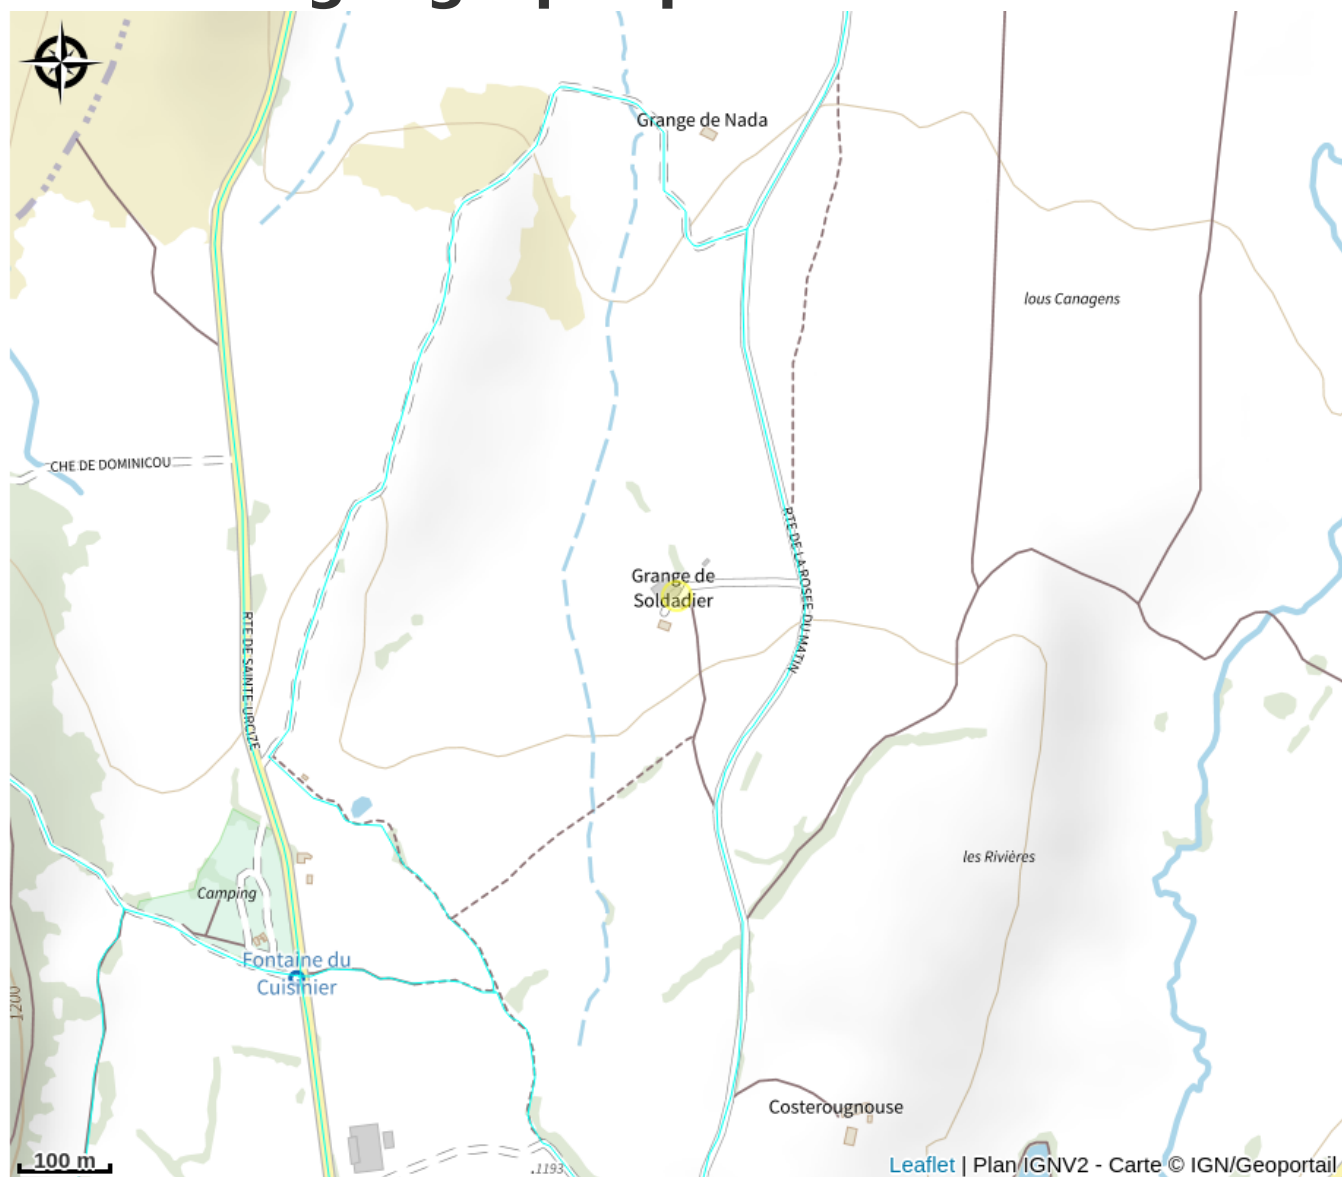 Grange de Nada
lous Canagens
CHE DE DOMINICOU
RTE DE LA ROSEE DU MATIN
Grange de
Soldadier
RTE DE SAINTE-URCIZE
les Rivières
Camping
Fontaine du
Cuisinier
1200
Costerougnouse
100 m
.1193
Leaflet | Plan IGNV2 - Carte © IGN/Geoportail